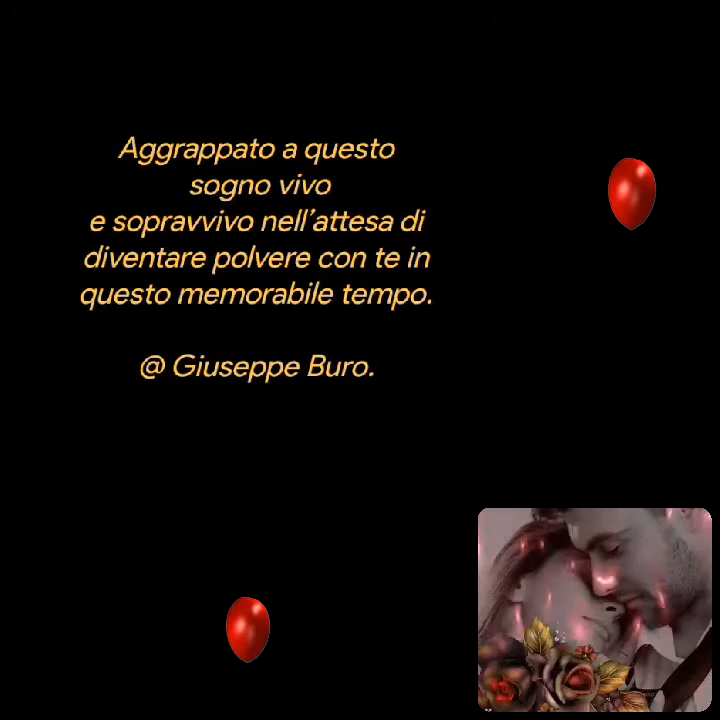 Aggrappato a questo
sogno vivo
e sopravvivo nell'attesa di
diventare polvere con te in
questo memorabile tempo.
@ Giuseppe Buro.